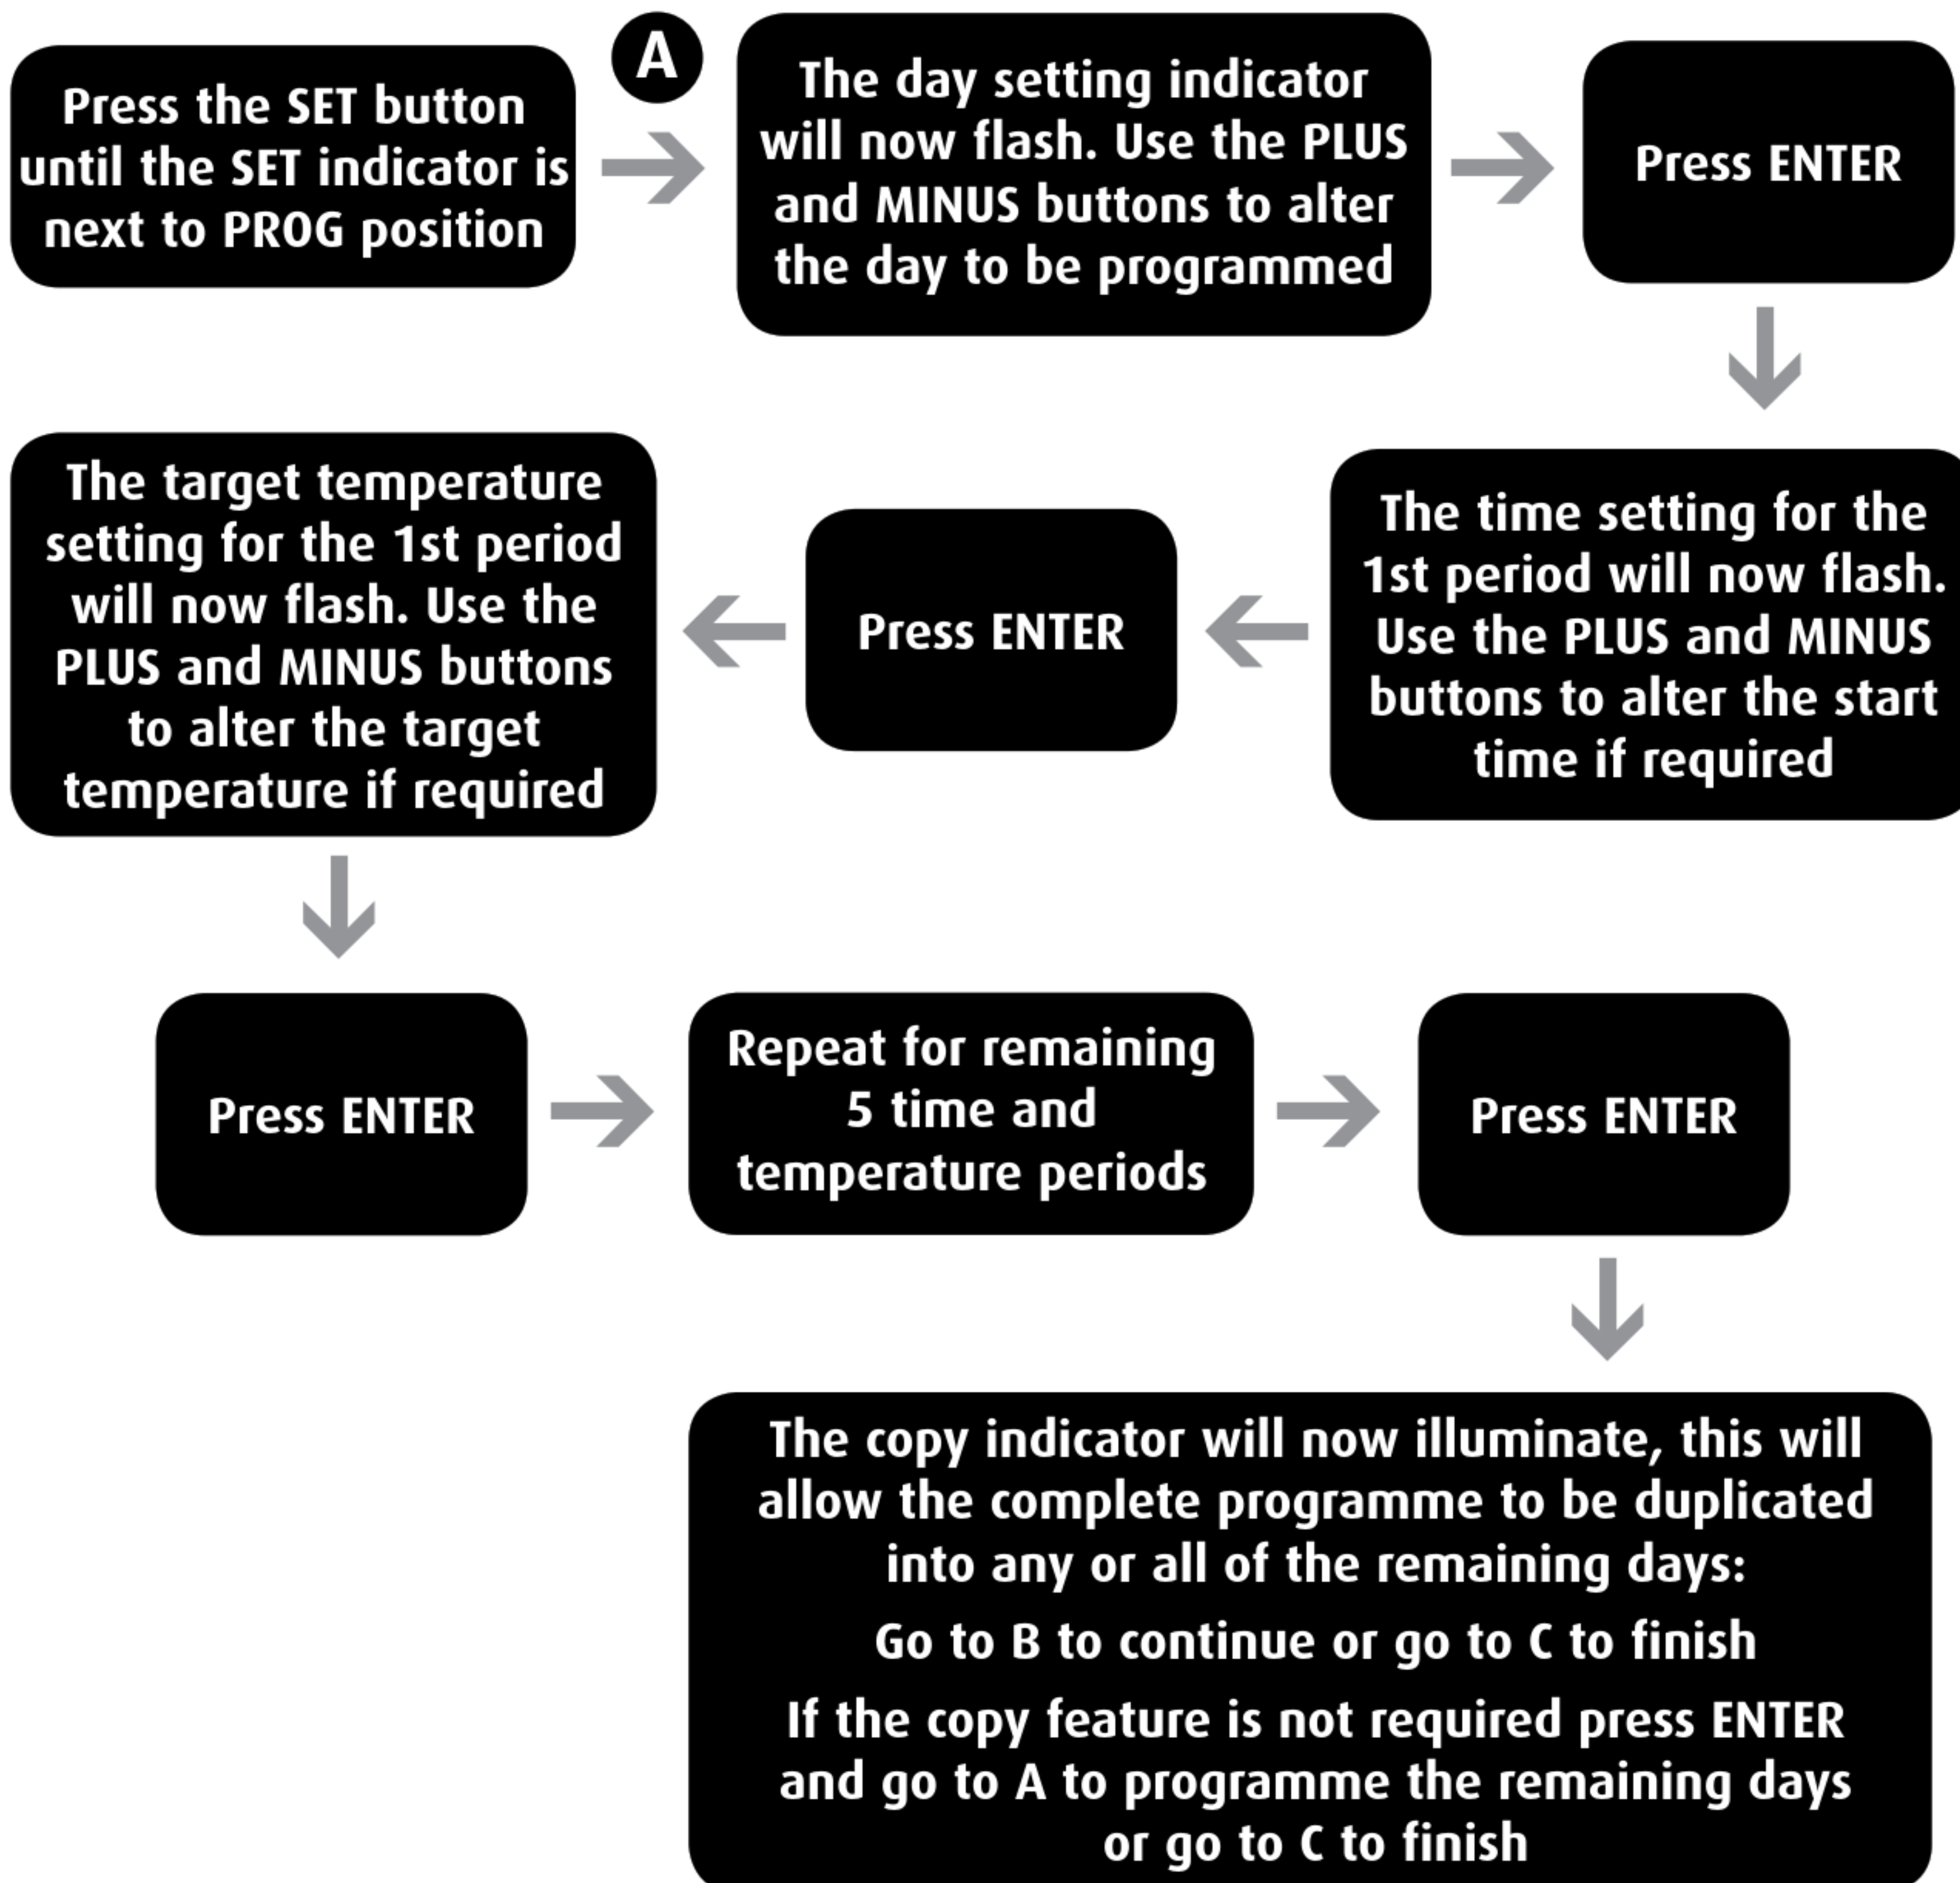 Press the SET button
until the SET indicator is
next to PROG position
A
The day setting indicator
will now flash. Use the PLUS
and MINUS buttons to alter
the day to be programmed
Press ENTER
The time setting for the
1st period will now flash.
Use the PLUS and MINUS
buttons to alter the start
time if required
Press ENTER
The target temperature
setting for the 1st period
will now flash. Use the
PLUS and MINUS buttons
to alter the target
temperature if required
Press ENTER
Repeat for remaining
5 time and
temperature periods
Press ENTER
The copy indicator will now illuminate, this will
allow the complete programme to be duplicated
into any or all of the remaining days:
Go to B to continue or go to C to finish
If the copy feature is not required press ENTER
and go to A to programme the remaining days
or go to C to finish